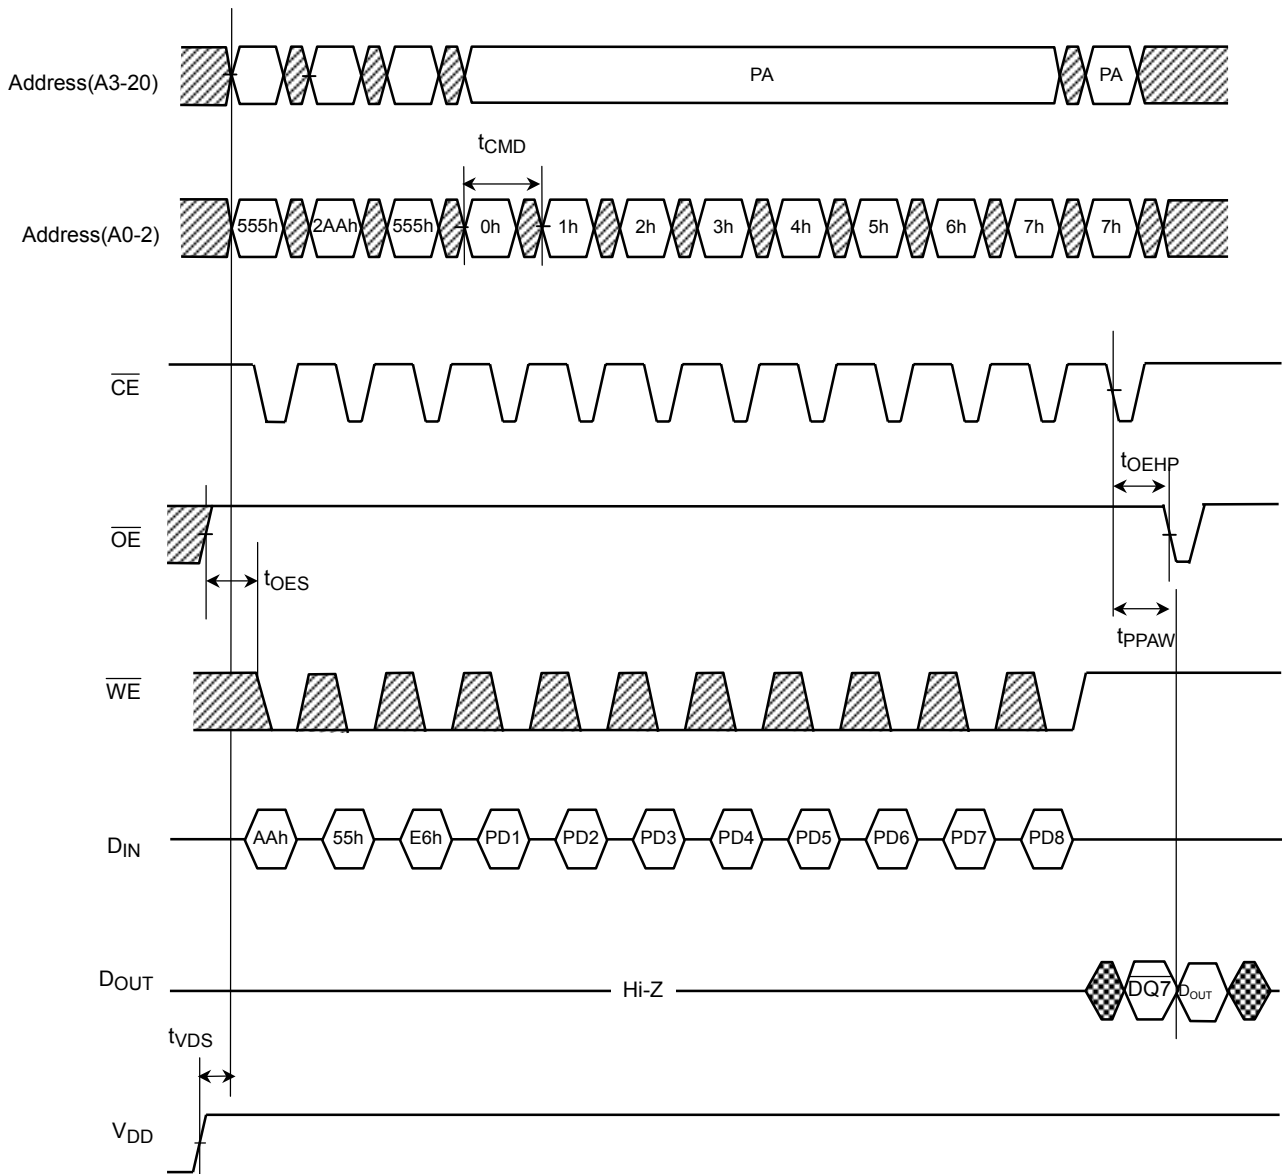 Address(A3-20) PA PA
tCMD
Address(A0-2) 555h 2AAh 555h 0h 1h 2h 3h 4h 5h 6h 7h 7h
CE
tOEHP
OE
tOES
tPPAW
WE
DIN AAh 55h E6h PD1 PD2 PD3 PD4 PD5 PD6 PD7 PD8
DOUT Hi-Z DQ7 DOUT
tVDS
VDD